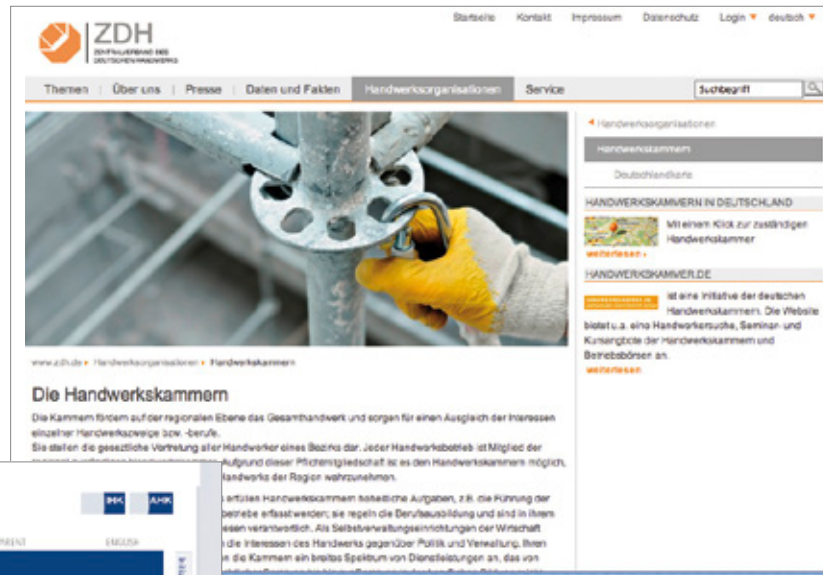 Startseite Kontakt Impressum Datenschutz Login deutsch
ZDH
ZENTRALVERBAND DES
DEUTSCHEN HANDWERKS
Themen | Über uns | Presse | Daten und Fakten Handwerksorganisationen Service Suchbegriff
Handwerksorganisationen
Handwerkskammern
Deutschlandkarte
HANDWERKSKAMMERN IN DEUTSCHLAND
Mit einem Klick zur zuständigen
Handwerkskammer
weiterlesen
HANDWERKSKAMMER.DE
ist eine Initiative der deutschen
Handwerkskammern. Die Website
bietet u.a. eine Handwerkersuche, Seminar- und
Kursangbote der Handwerkskammern und
Betriebsbörsen an.
weiterlesen
www.zdh.de Handwerksorganisationen Handwerkskammern
Die Handwerkskammern
Die Kammern fördern auf der regionalen Ebene das Gesamthandwerk und sorgen für einen Ausgleich der Interessen
einzelner Handwerkszweige bzw. -berufe.
Sie stellen die gesetzliche Vertretung aller Handwerker eines Bezirks dar. Jeder Handwerksbetrieb ist Mitglied der
Aufgrund dieser Pflichtmitgliedschaft ist es den Handwerkskammern möglich,
Handwerks der Region wahrzunehmen.
erfüllen Handwerkskammern hoheitliche Aufgaben, z.B. die Führung der
betriebe erfasst werden; sie regeln die Berufsausbildung und sind in ihrem
esen verantwortlich. Als Selbstverwaltungseinrichtungen der Wirtschaft
die Interessen des Handwerks gegenüber Politik und Verwaltung. Ihren
n die Kammern ein breites Spektrum von Dienstleistungen an, das von
IHK AHK
ENGLISH